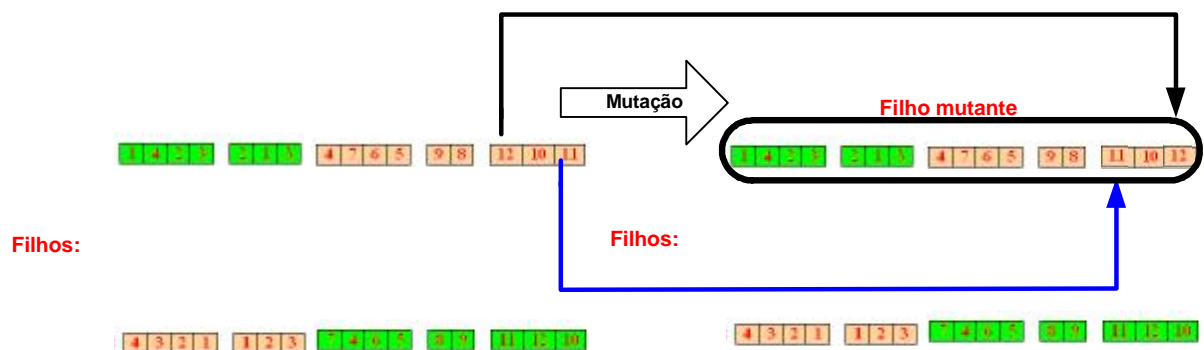 Mutação
Filho mutante
1 4 2 3 2 1 3 4 7 6 5 9 8 12 10 11
1 4 2 3 2 1 3 4 7 6 5 9 8 11 10 12
Filhos:
Filhos:
4 3 2 1 1 2 3 7 4 6 5 8 9 11 12 10
4 3 2 1 1 2 3 7 4 6 5 8 9 11 12 10